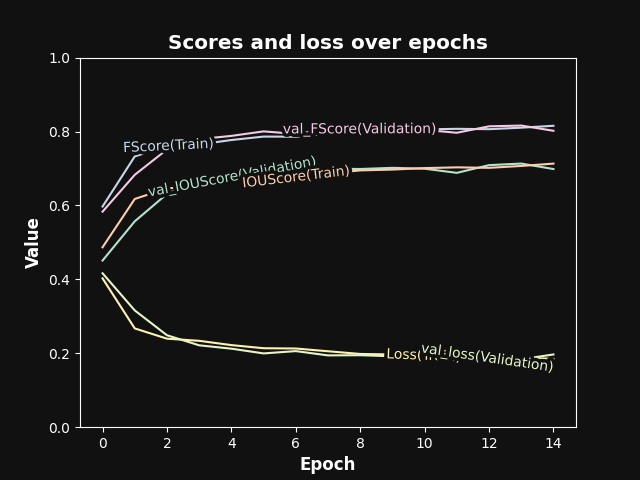 Scores and loss over epochs
Value
1.0
0.8
0.6
0.4
0.2
0.0
val_FScore(Validation)
FScore(Train)
val_IOUScore(Validation)
IOUScore(Train)
val_loss(Validation)
0 2 4 6 8 10 12 14
Epoch